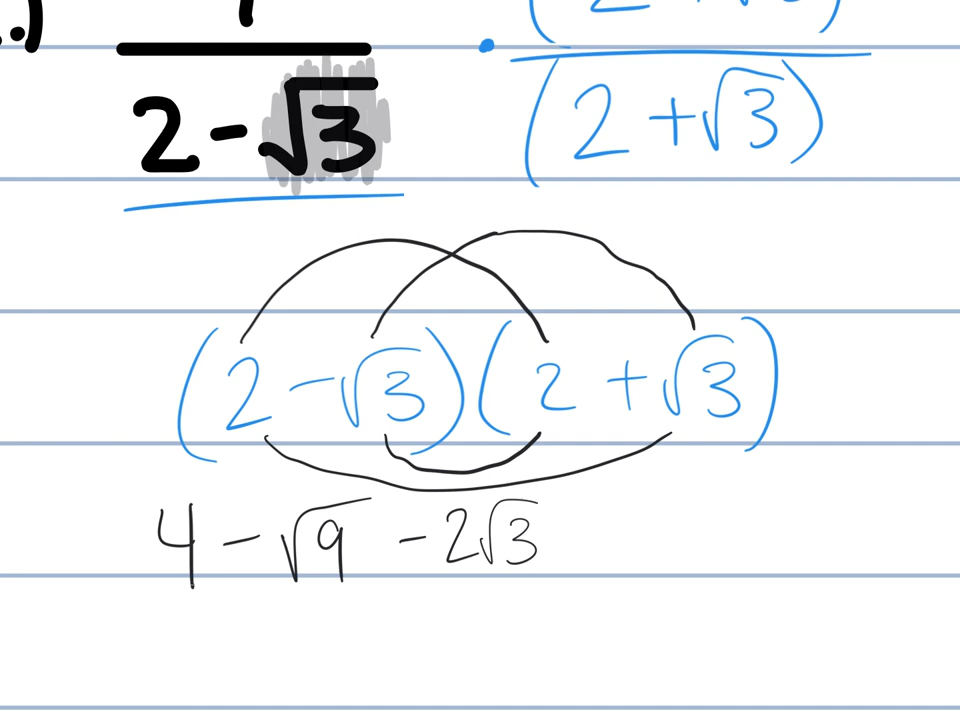 2 - √3 · (2 + √3)
(2 - √3)(2 + √3)
4 - √9 - 2√3